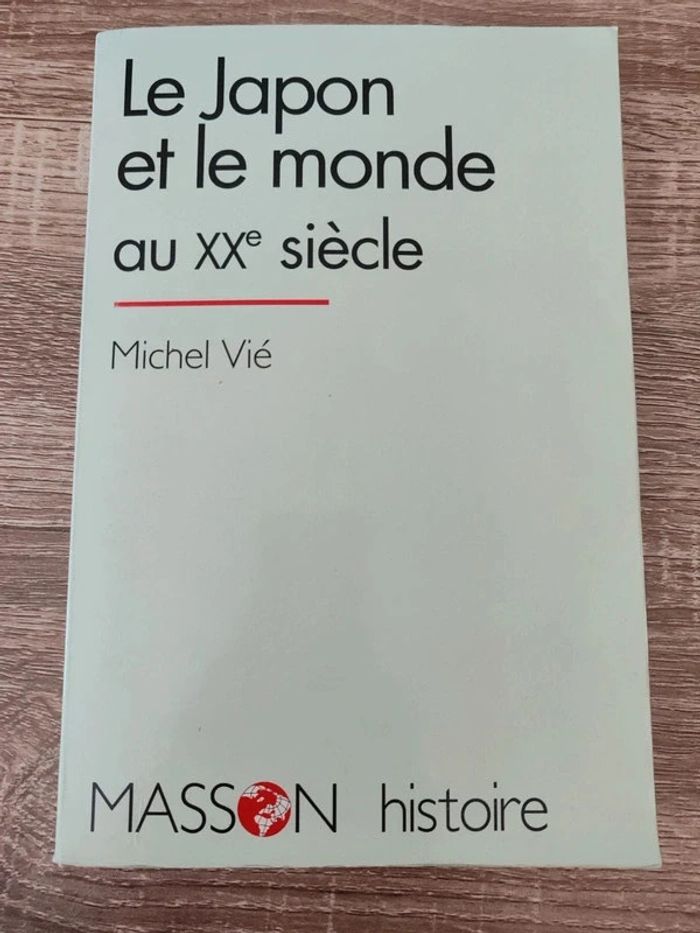 Le Japon
et le monde
au XXe siècle
Michel Vié
MASSON histoire